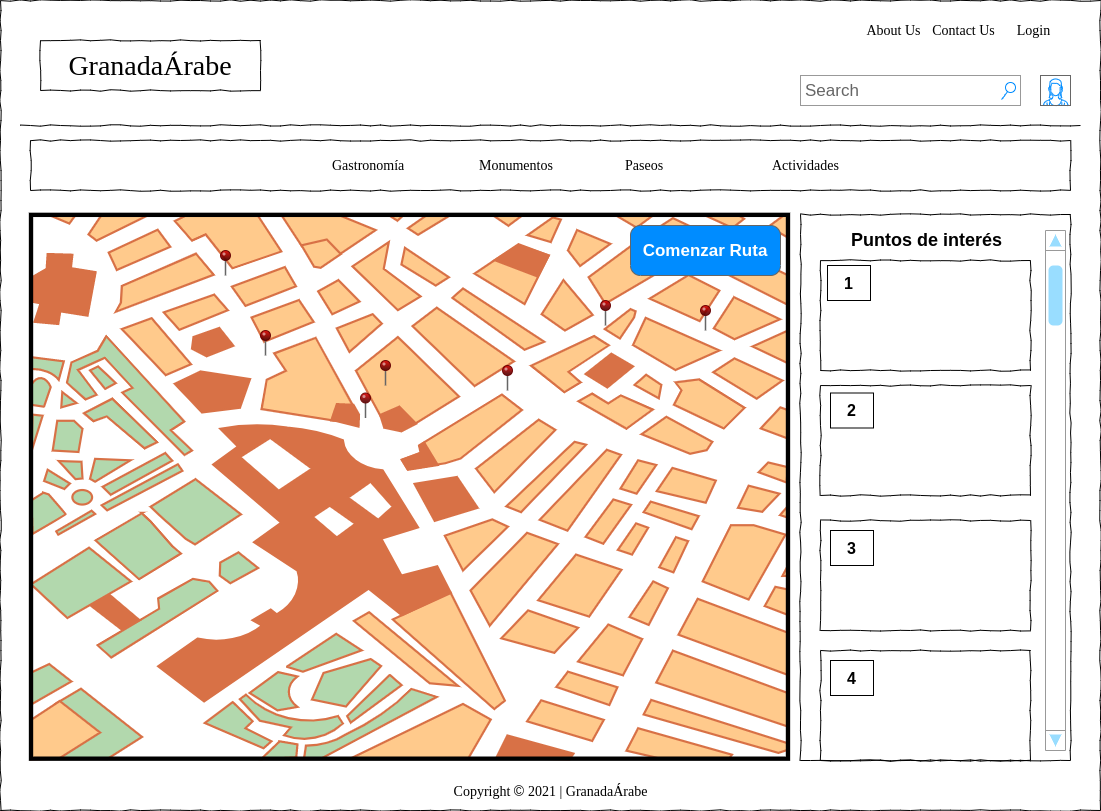 About Us Contact Us Login
GranadaÁrabe
Search
Gastronomía Monumentos Paseos Actividades
Comenzar Ruta
Puntos de interés
1
2
3
4
Copyright © 2021 | GranadaÁrabe